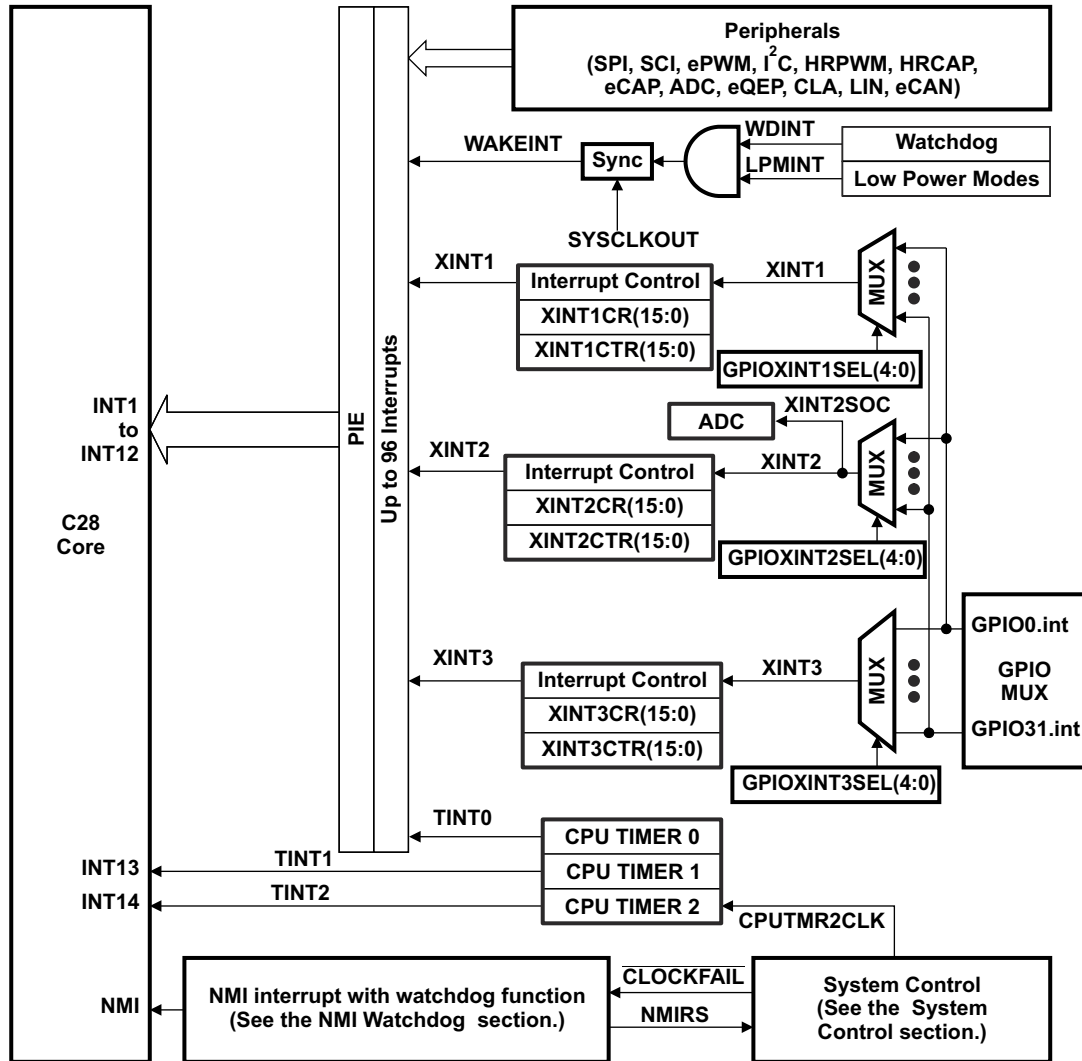 Peripherals
(SPI, SCI, ePWM, I2C, HRPWM, HRCAP,
eCAP, ADC, eQEP, CLA, LIN, eCAN)
WDINT
WAKEINT
Sync
Watchdog
LPMINT
Low Power Modes
SYSCLKOUT
XINT1
Interrupt Control
XINT1CR(15:0)
XINT1CTR(15:0)
XINT1
MUX
GPIOXINT1SEL(4:0)
INT1
to
INT12
PIE
Up to 96 Interrupts
ADC
XINT2SOC
XINT2
Interrupt Control
XINT2CR(15:0)
XINT2CTR(15:0)
XINT2
MUX
GPIOXINT2SEL(4:0)
C28
Core
XINT3
Interrupt Control
XINT3CR(15:0)
XINT3CTR(15:0)
XINT3
MUX
GPIOXINT3SEL(4:0)
GPIO0.int
GPIO
MUX
GPIO31.int
TINT0
CPU TIMER 0
INT13
TINT1
CPU TIMER 1
INT14
TINT2
CPU TIMER 2
CPUTMR2CLK
NMI
NMI interrupt with watchdog function
(See the NMI Watchdog section.)
CLOCKFAIL
NMIRS
System Control
(See the System
Control section.)